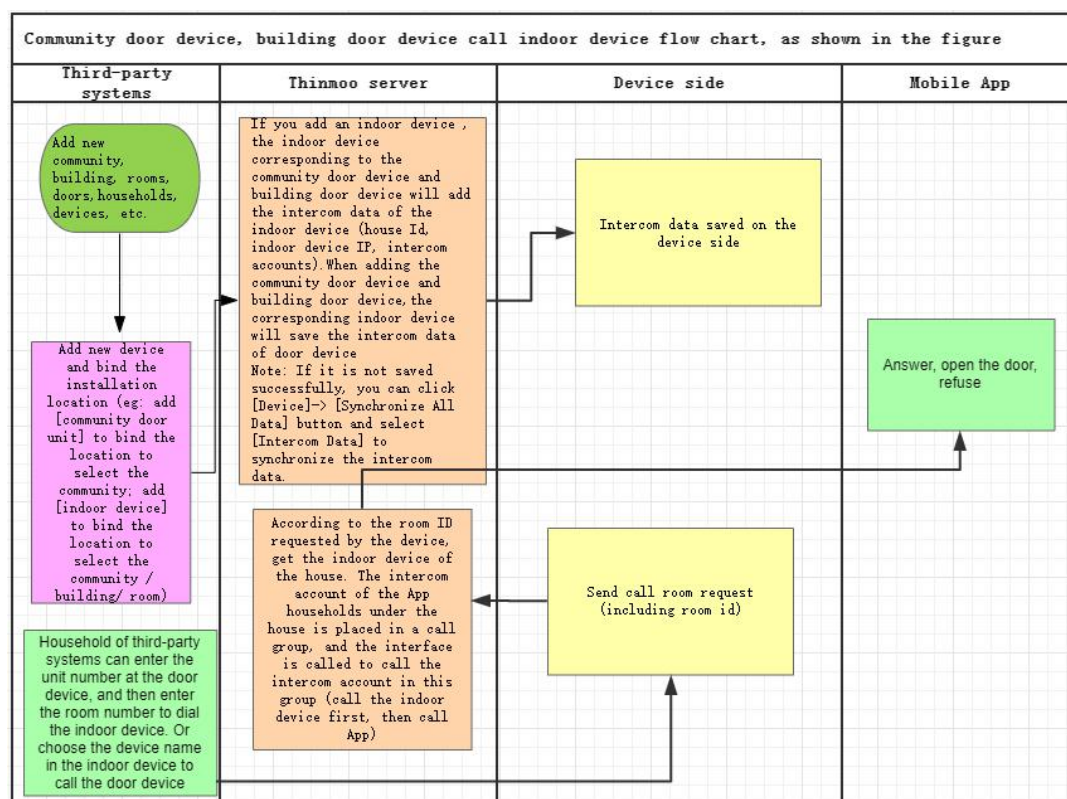 Community door device, building door device call indoor device flow chart, as shown in the figure
Third-party
systems
Thinmoo server
Device side
Mobile App
Add new
community,
building, rooms,
doors,households,
devices, etc.
Add new device
and bind the
installation
location (eg: add
[community door
unit] to bind the
location to
select the
community; add
[indoor device]
to bind the
location to
select the
community /
building/ room)
Household of third-party
systems can enter the
unit number at the door
device, and then enter
the room number to dial
the indoor device. Or
choose the device name
in the indoor device to
call the door device
If you add an indoor device ,
the indoor device
corresponding to the
community door device and
building door device will add
the intercom data of the
indoor device (house Id,
indoor device IP, intercom
accounts).When adding the
community door device and
building door device,the
corresponding indoor device
will save the intercom data
of door device
Note: If it is not saved
successfully, you can click
[Device]-> [Synchronize All
Data] button and select
[Intercom Data] to
synchronize the intercom
data.
According to the room ID
requested by the device,
get the indoor device of
the house. The intercom
account of the App
households under the
house is placed in a call
group, and the interface
is called to call the
intercom account in this
group (call the indoor
device first, then call
App)
Intercom data saved on the
device side
Send call room request
(including room id)
Answer, open the door,
refuse